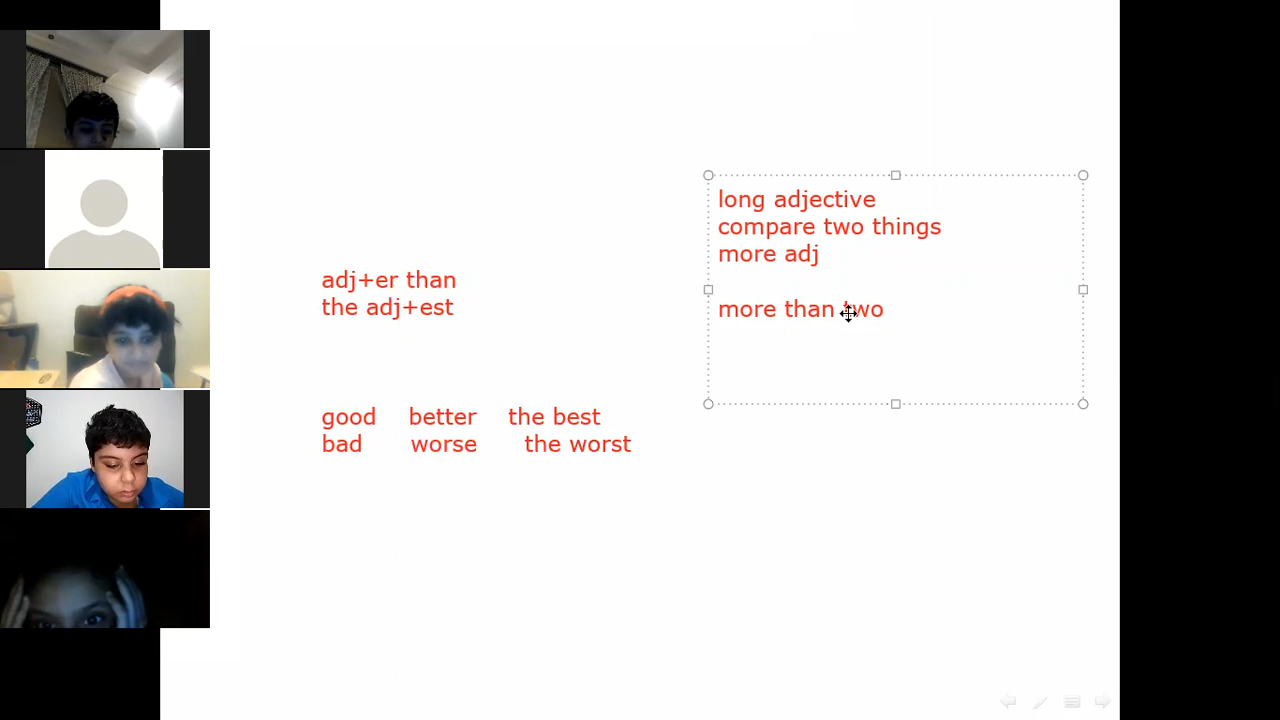 adj+er than
the adj+est
good better the best
bad worse the worst
long adjective
compare two things
more adj
more than two